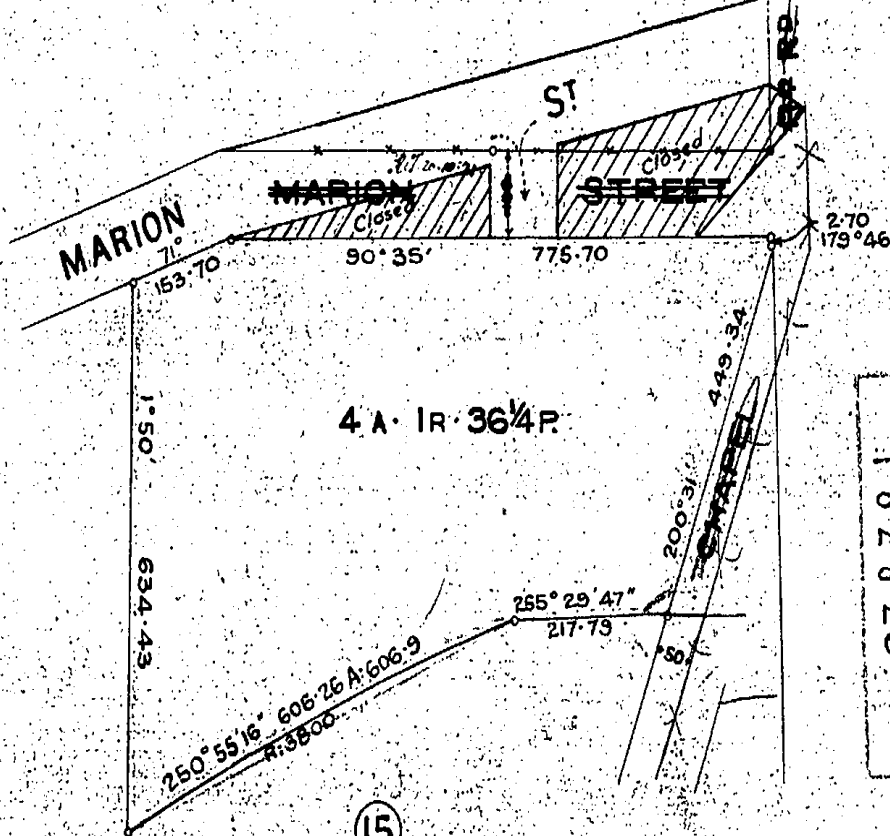 ST
Closed
MARION
Closed
STREET
MARION
71°
153·70
90°35'
775·70
2·70
179°46
449·34
200°31'
CHAPEL
4 A· 1R· 36¼P.
1°50'
634·43
265°29'47"
217·79
50
250°55'16" 606·26 A:606·9
R:3800
15